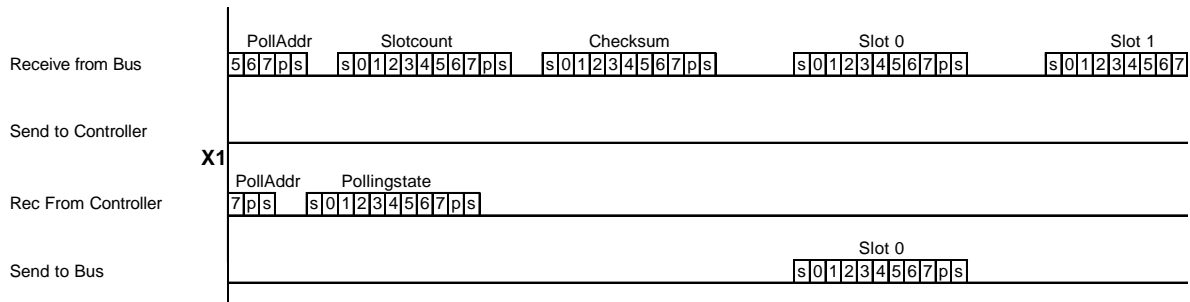 PollAddr Slotcount Checksum Slot 0 Slot 1
Receive from Bus 5 6 7 p s s 0 1 2 3 4 5 6 7 p s s 0 1 2 3 4 5 6 7 p s s 0 1 2 3 4 5 6 7 p s s 0 1 2 3 4 5 6 7
Send to Controller
X1
PollAddr Pollingstate
Rec From Controller 7 p s s 0 1 2 3 4 5 6 7 p s
Slot 0
Send to Bus s 0 1 2 3 4 5 6 7 p s